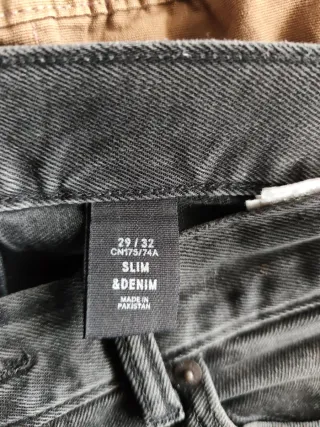 29 / 32
CN175/74A
SLIM
&DENIM
MADE IN
PAKISTAN